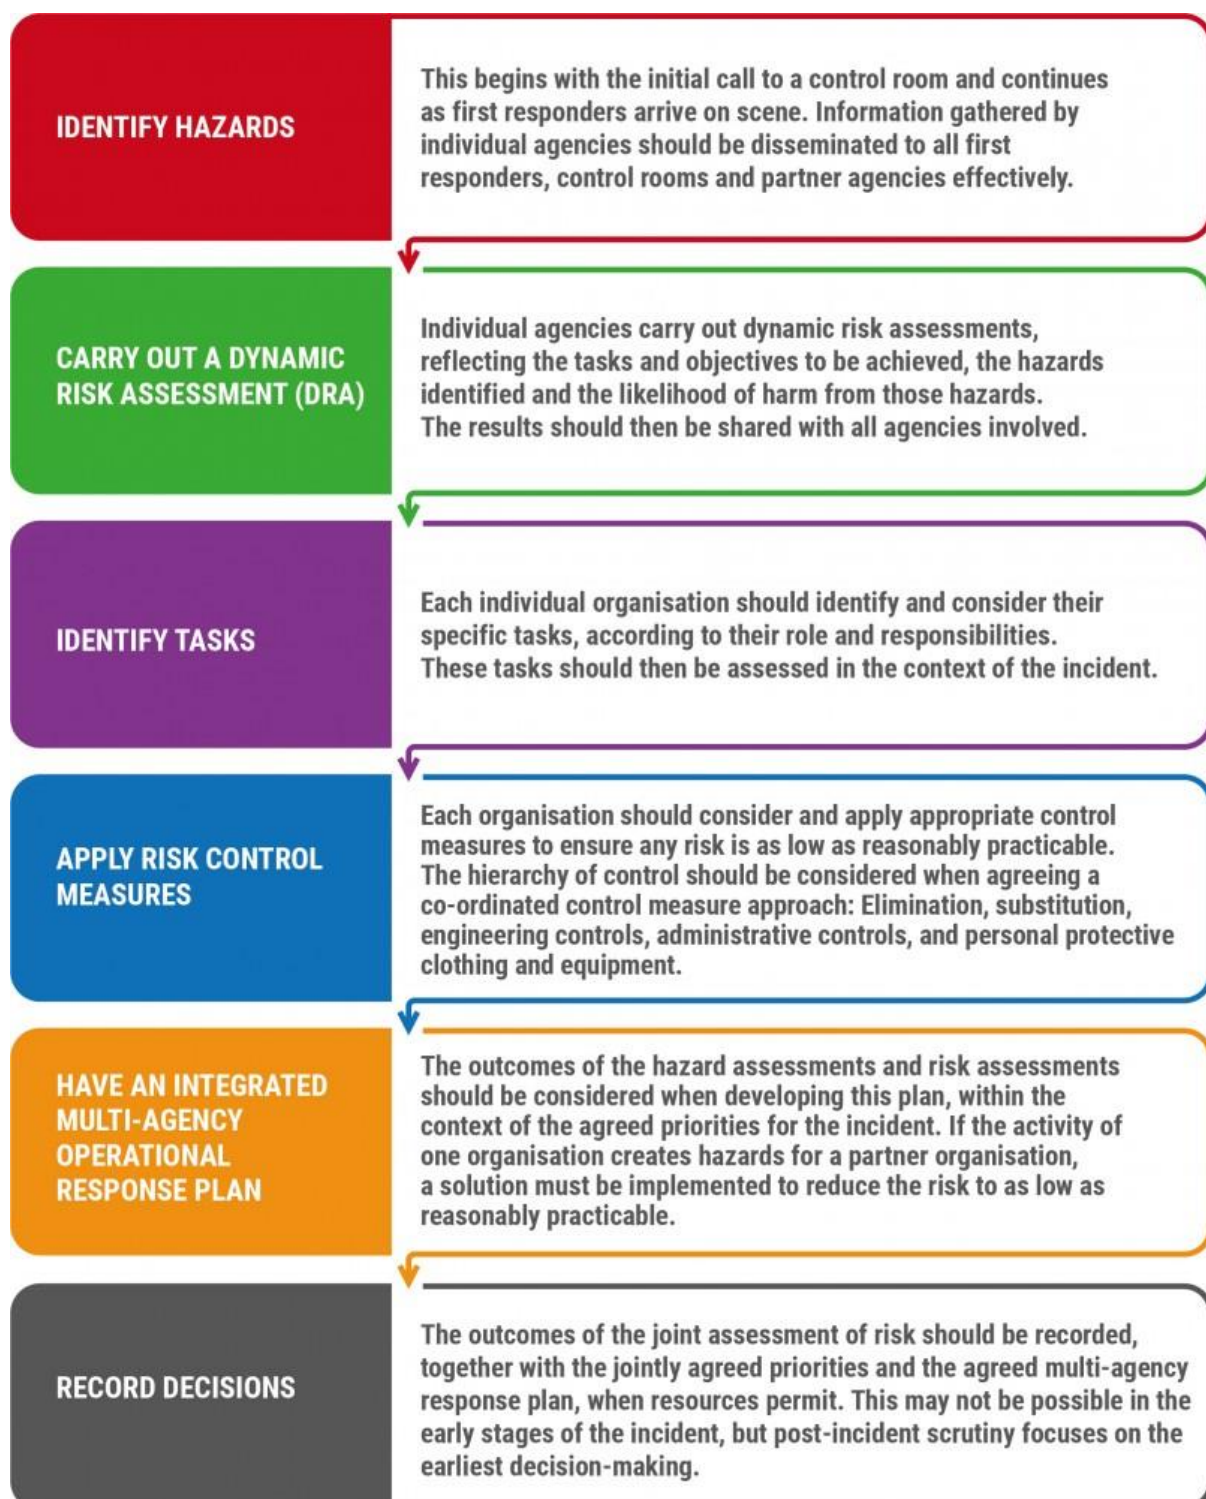 IDENTIFY HAZARDS
This begins with the initial call to a control room and continues
as first responders arrive on scene. Information gathered by
individual agencies should be disseminated to all first
responders, control rooms and partner agencies effectively.
CARRY OUT A DYNAMIC
RISK ASSESSMENT (DRA)
Individual agencies carry out dynamic risk assessments,
reflecting the tasks and objectives to be achieved, the hazards
identified and the likelihood of harm from those hazards.
The results should then be shared with all agencies involved.
IDENTIFY TASKS
Each individual organisation should identify and consider their
specific tasks, according to their role and responsibilities.
These tasks should then be assessed in the context of the incident.
APPLY RISK CONTROL
MEASURES
Each organisation should consider and apply appropriate control
measures to ensure any risk is as low as reasonably practicable.
The hierarchy of control should be considered when agreeing a
co-ordinated control measure approach: Elimination, substitution,
engineering controls, administrative controls, and personal protective
clothing and equipment.
HAVE AN INTEGRATED
MULTI-AGENCY
OPERATIONAL
RESPONSE PLAN
The outcomes of the hazard assessments and risk assessments
should be considered when developing this plan, within the
context of the agreed priorities for the incident. If the activity of
one organisation creates hazards for a partner organisation,
a solution must be implemented to reduce the risk to as low as
reasonably practicable.
RECORD DECISIONS
The outcomes of the joint assessment of risk should be recorded,
together with the jointly agreed priorities and the agreed multi-agency
response plan, when resources permit. This may not be possible in the
early stages of the incident, but post-incident scrutiny focuses on the
earliest decision-making.